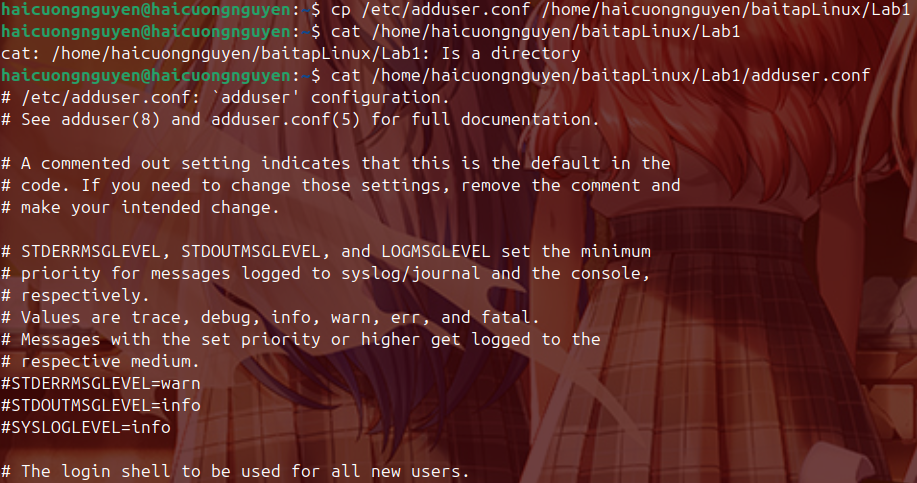 haicuongnguyen@haicuongnguyen:~$ cp /etc/adduser.conf /home/haicuongnguyen/baitapLinux/Lab1
haicuongnguyen@haicuongnguyen:~$ cat /home/haicuongnguyen/baitapLinux/Lab1
cat: /home/haicuongnguyen/baitapLinux/Lab1: Is a directory
haicuongnguyen@haicuongnguyen:~$ cat /home/haicuongnguyen/baitapLinux/Lab1/adduser.conf
# /etc/adduser.conf: `adduser' configuration.
# See adduser(8) and adduser.conf(5) for full documentation.

# A commented out setting indicates that this is the default in the
# code. If you need to change those settings, remove the comment and
# make your intended change.

# STDERRMSGLEVEL, STDOUTMSGLEVEL, and LOGMSGLEVEL set the minimum
# priority for messages logged to syslog/journal and the console,
# respectively.
# Values are trace, debug, info, warn, err, and fatal.
# Messages with the set priority or higher get logged to the
# respective medium.
#STDERRMSGLEVEL=warn
#STDOUTMSGLEVEL=info
#SYSLOGLEVEL=info

# The login shell to be used for all new users.